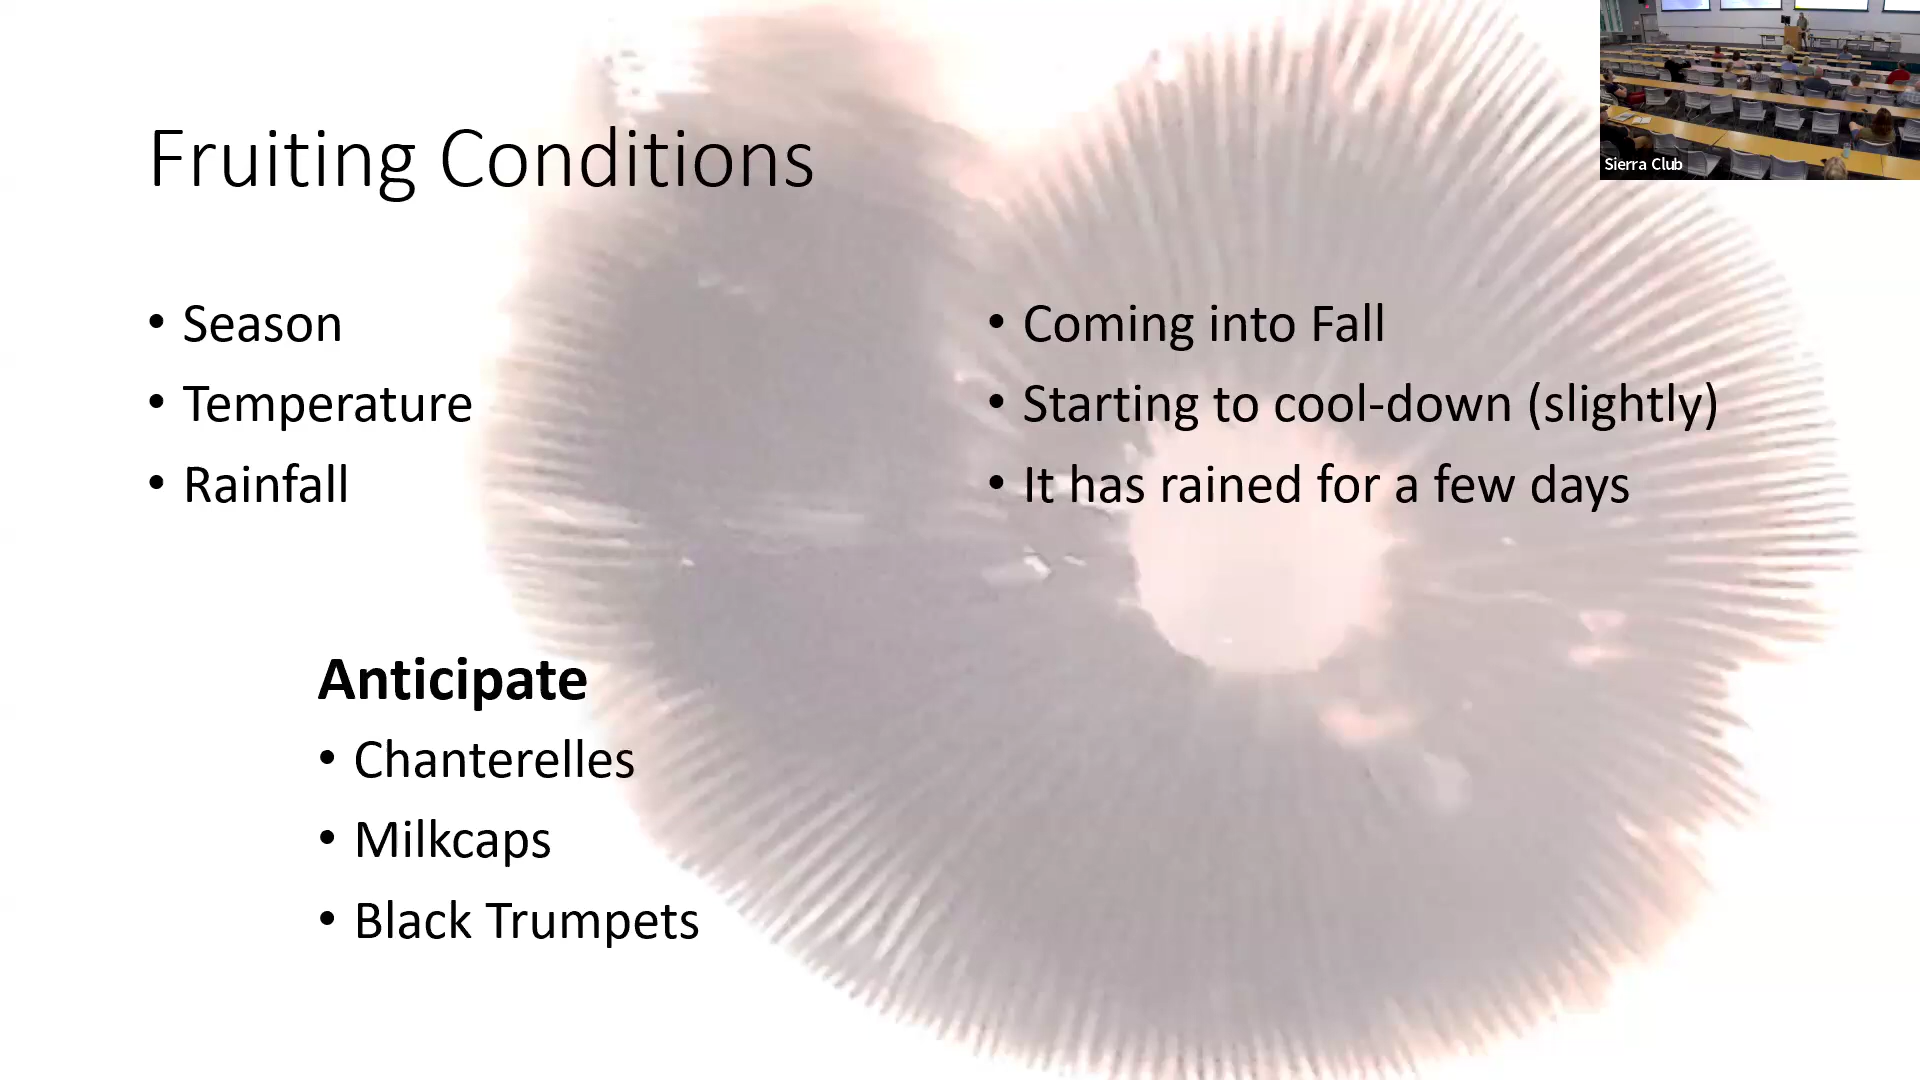 Fruiting Conditions
• Season
• Temperature
• Rainfall
• Coming into Fall
• Starting to cool-down (slightly)
• It has rained for a few days
Anticipate
• Chanterelles
• Milkcaps
• Black Trumpets
Sierra Club